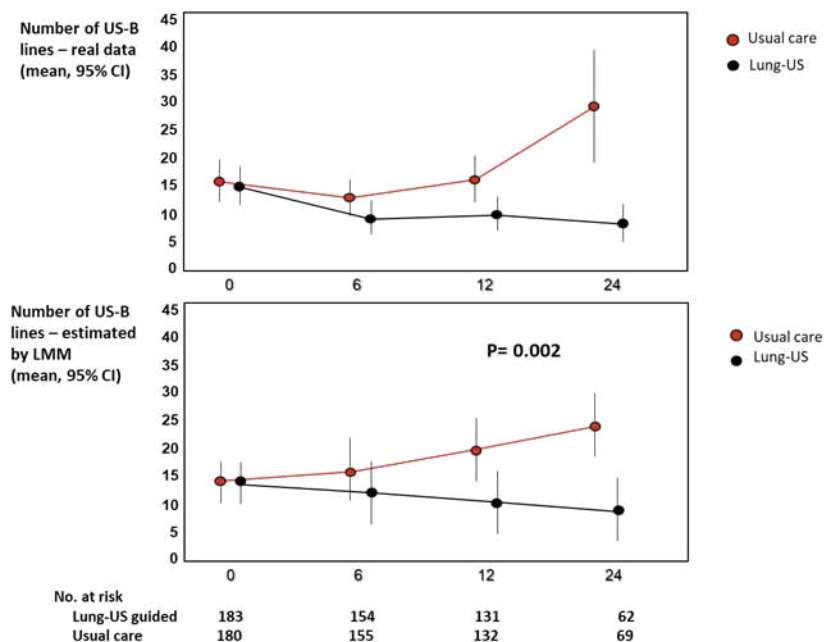 Number of US-B
lines – real data
(mean, 95% CI)
45
40
35
30
25
20
15
10
5
0
0 6 12 24
Usual care
Lung-US
Number of US-B
lines – estimated
by LMM
(mean, 95% CI)
45
40
35
30
25
20
15
10
5
0
P= 0.002
0 6 12 24
Usual care
Lung-US
No. at risk
Lung-US guided 183 154 131 62
Usual care 180 155 132 69